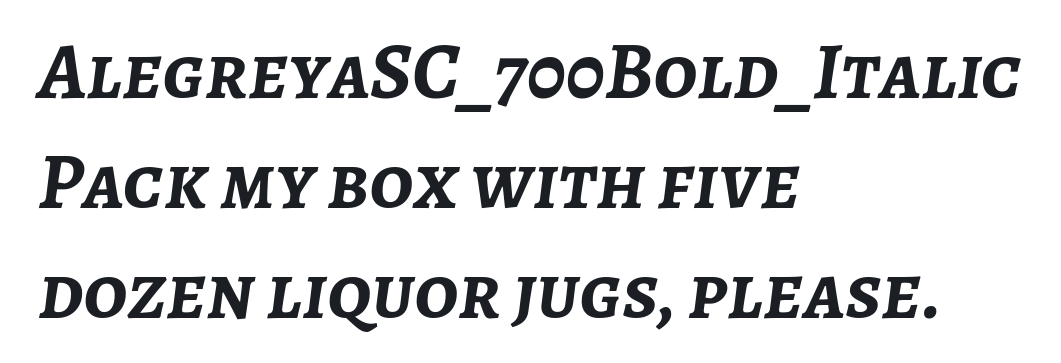 AlegreyaSC_700Bold_Italic
Pack my box with five
dozen liquor jugs, please.